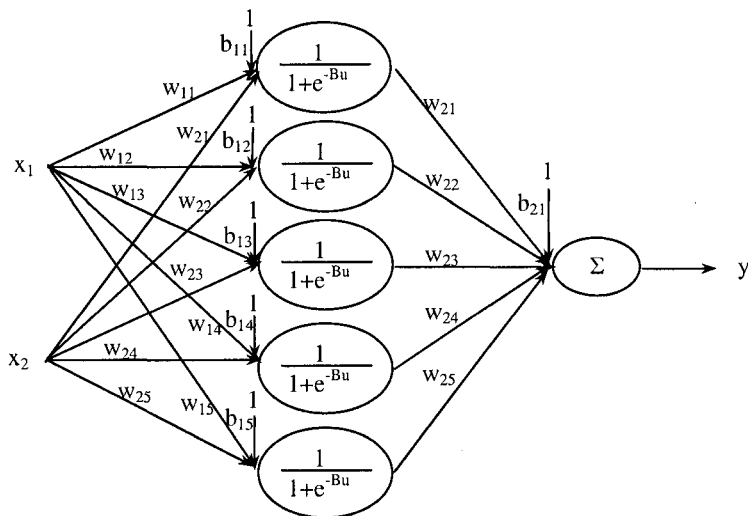 1
b₁₁
1
1+e⁻ᴮᵘ
w₁₁
w₂₁
w₂₁
1
b₁₂
1
1+e⁻ᴮᵘ
x₁
w₁₂
w₁₃
w₂₂
w₂₂
1
b₂₁
1
b₁₃
1
1+e⁻ᴮᵘ
w₂₃
w₂₃
Σ
y
1
b₁₄
1
1+e⁻ᴮᵘ
w₁₄
w₂₄
x₂
w₂₄
w₂₅
w₂₅
w₁₅
1
b₁₅
1
1+e⁻ᴮᵘ